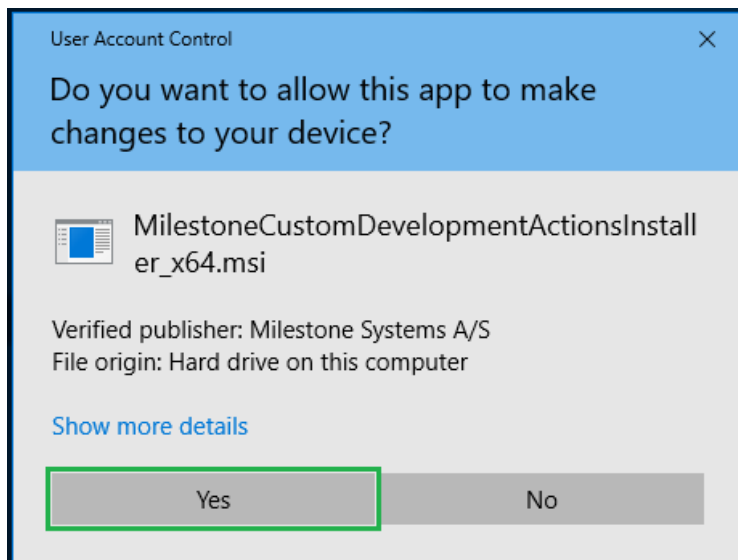 User Account Control
Do you want to allow this app to make
changes to your device?
MilestoneCustomDevelopmentActionsInstall
er_x64.msi
Verified publisher: Milestone Systems A/S
File origin: Hard drive on this computer
Show more details
Yes
No